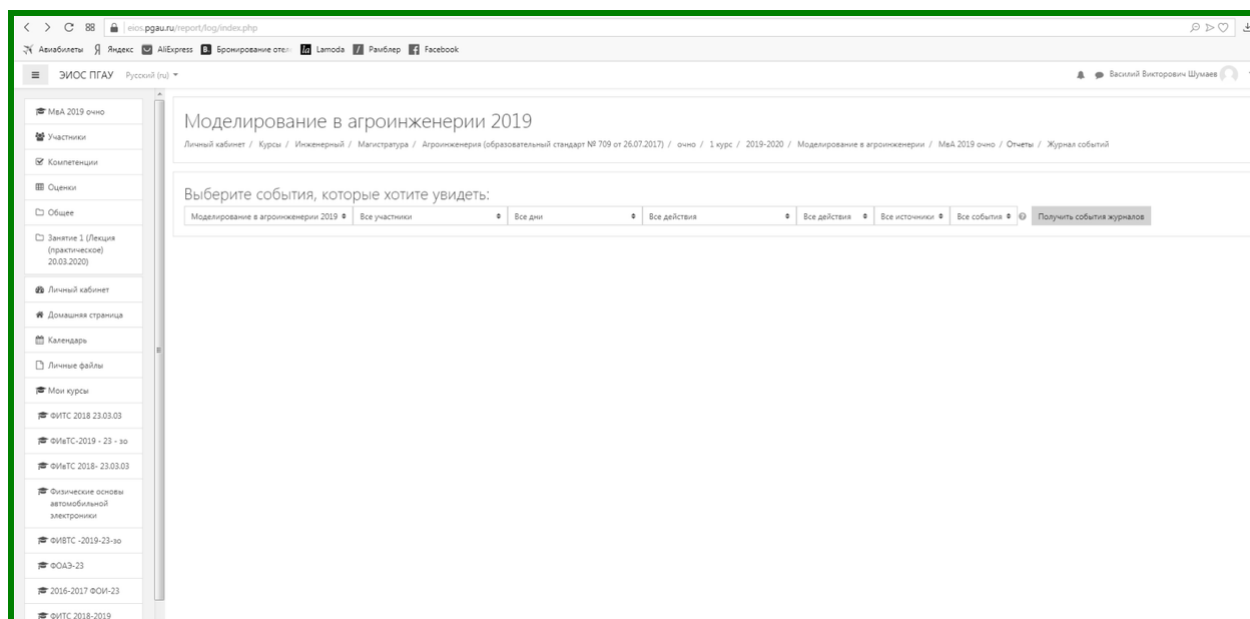 eios.pgau.ru/report/log/index.php
Авиабилеты Яндекс AliExpress Бронирование отел Lamoda Рамблер Facebook
ЭИОС ПГАУ Русский (ru) Василий Викторович Шумаев
МвА 2019 очно
Участники
Компетенции
Оценки
Общее
Занятие 1 (Лекция
(практическое)
20.03.2020)
Личный кабинет
Домашняя страница
Календарь
Личные файлы
Мои курсы
ФИТС 2018 23.03.03
ФИвТС-2019 - 23 - зо
ФИвТС 2018- 23.03.03
Физические основы
автомобильной
электроники
ФИВТС -2019-23-зо
ФОАЭ-23
2016-2017 ФОИ-23
ФИТС 2018-2019
Моделирование в агроинженерии 2019
Личный кабинет / Курсы / Инженерный / Магистратура / Агроинженерия (образовательный стандарт № 709 от 26.07.2017) / очно / 1 курс / 2019-2020 / Моделирование в агроинженерии / МвА 2019 очно / Отчеты / Журнал событий
Выберите события, которые хотите увидеть:
Моделирование в агроинженерии 2019 Все участники Все дни Все действия Все действия Все источники Все события Получить события журналов